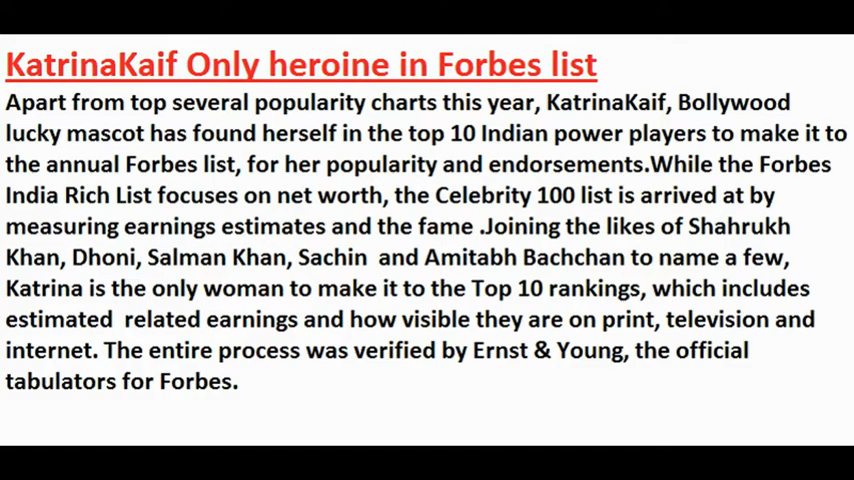 KatrinaKaif Only heroine in Forbes list
Apart from top several popularity charts this year, KatrinaKaif, Bollywood
lucky mascot has found herself in the top 10 Indian power players to make it to
the annual Forbes list, for her popularity and endorsements.While the Forbes
India Rich List focuses on net worth, the Celebrity 100 list is arrived at by
measuring earnings estimates and the fame .Joining the likes of Shahrukh
Khan, Dhoni, Salman Khan, Sachin  and Amitabh Bachchan to name a few,
Katrina is the only woman to make it to the Top 10 rankings, which includes
estimated  related earnings and how visible they are on print, television and
internet. The entire process was verified by Ernst & Young, the official
tabulators for Forbes.